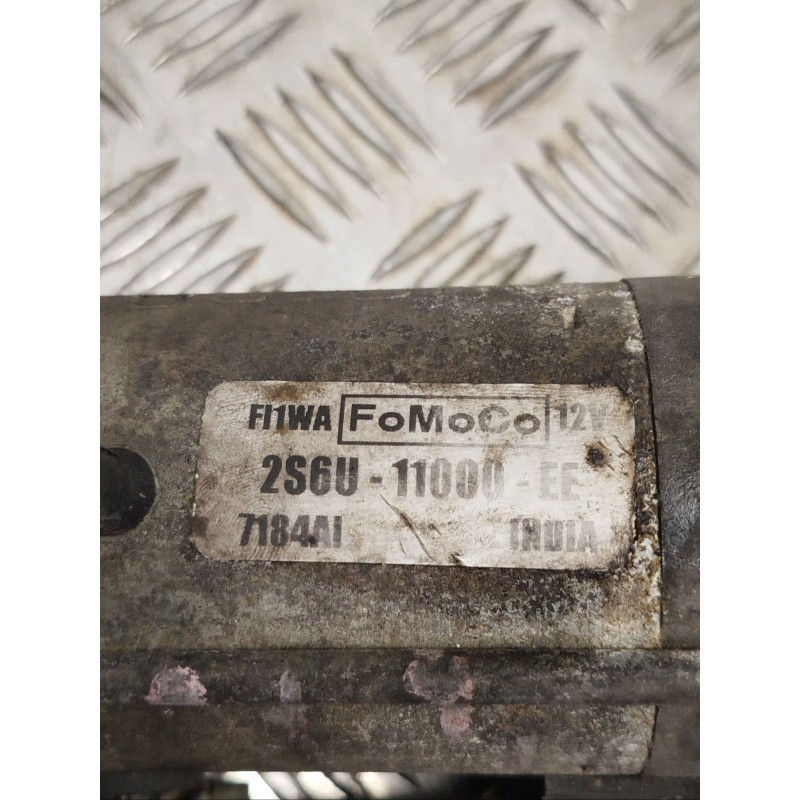 FI1WA FoMoCo 12V
2S6U - 11000 - EE
7184AI INDIA